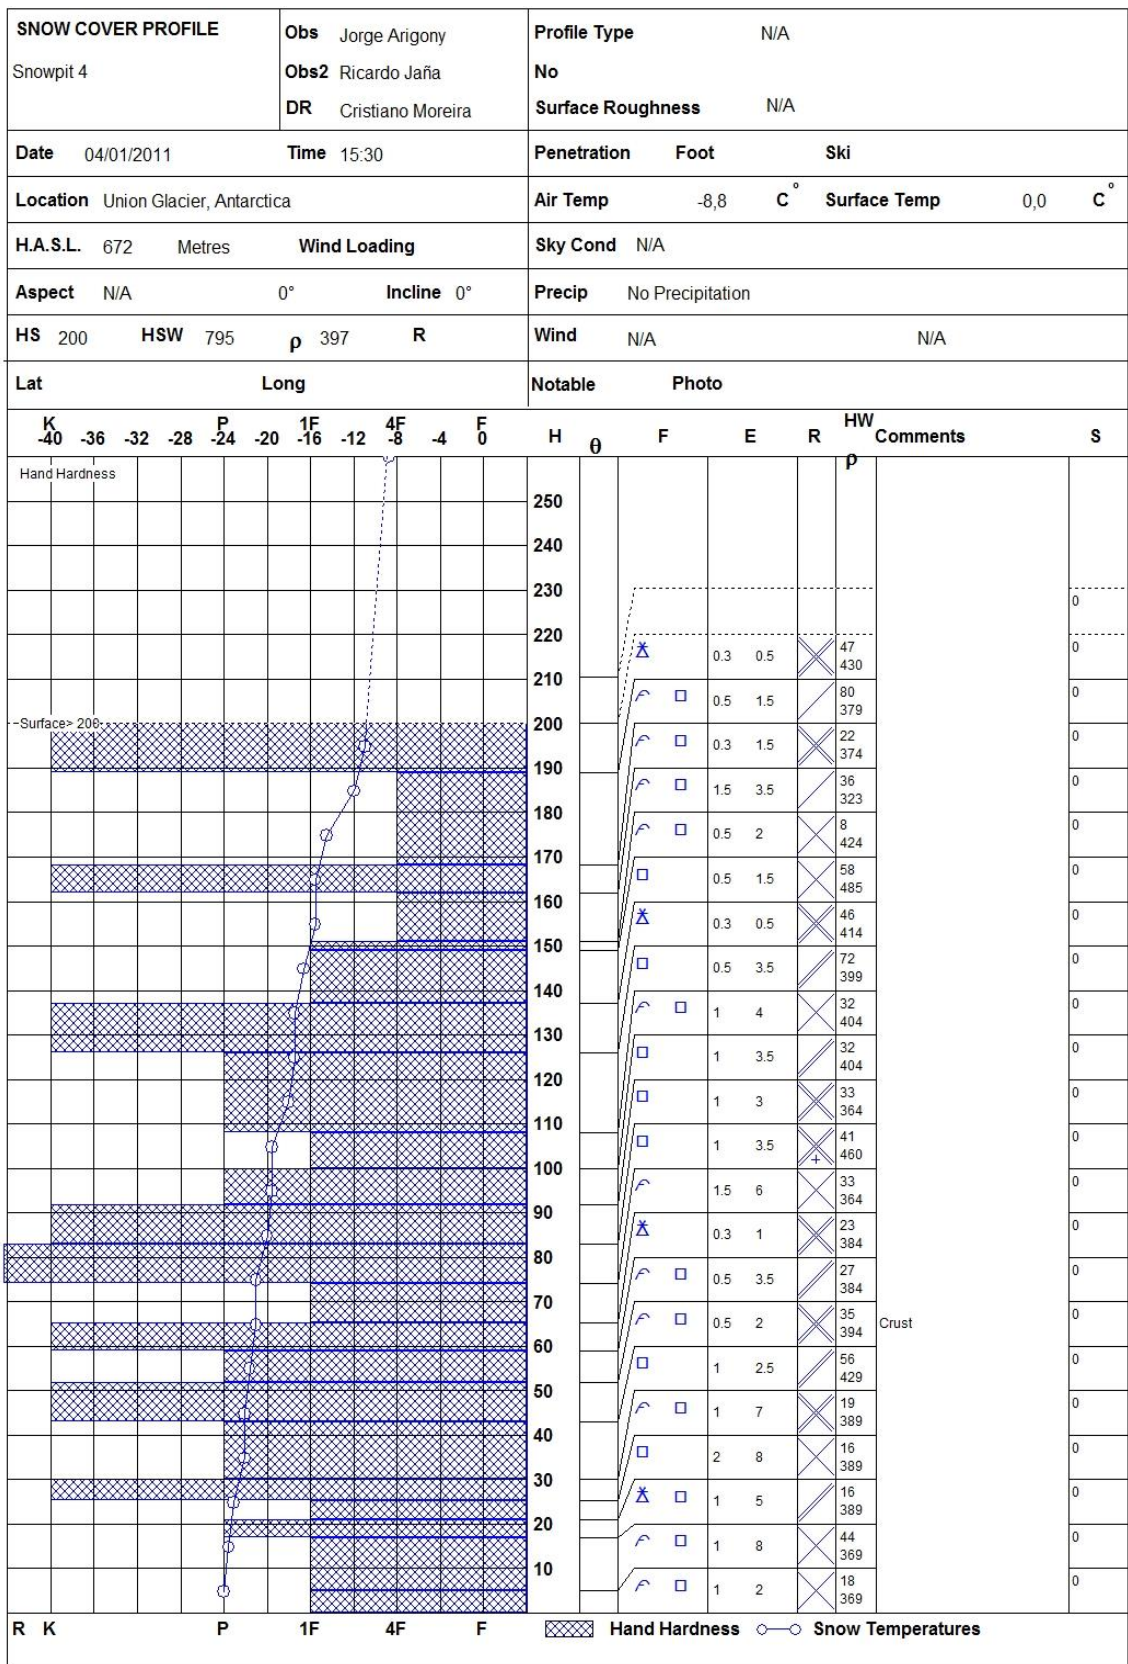 SNOW COVER PROFILE
Snowpit 4
Obs Jorge Arigony
Obs2 Ricardo Jaña
DR Cristiano Moreira
Profile Type N/A
No
Surface Roughness N/A
Date 04/01/2011 Time 15:30
Penetration Foot Ski
Location Union Glacier, Antarctica
Air Temp -8,8 C° Surface Temp 0,0 C°
H.A.S.L. 672 Metres Wind Loading
Sky Cond N/A
Aspect N/A 0° Incline 0°
Precip No Precipitation
HS 200 HSW 795 ρ 397 R
Wind N/A N/A
Lat Long
Notable Photo
K P 1F 4F F
-40 -36 -32 -28 -24 -20 -16 -12 -8 -4 0
H θ F E R HW ρ Comments S
Hand Hardness
250
240
230
0
220
0.3 0.5 47 430 0
210
0.5 1.5 80 379 0
Surface> 200
200
0.3 1.5 22 374 0
190
1.5 3.5 36 323 0
180
0.5 2 8 424 0
170
0.5 1.5 58 485 0
160
0.3 0.5 46 414 0
150
0.5 3.5 72 399 0
140
1 4 32 404 0
130
1 3.5 32 404 0
120
1 3 33 364 0
110
1 3.5 + 41 460 0
100
1.5 6 33 364 0
90
0.3 1 23 384 0
80
0.5 3.5 27 384 0
70
0.5 2 35 394 Crust 0
60
1 2.5 56 429 0
50
1 7 19 389 0
40
2 8 16 389 0
30
1 5 16 389 0
20
1 8 44 369 0
10
1 2 18 369 0
R K P 1F 4F F
Hand Hardness Snow Temperatures